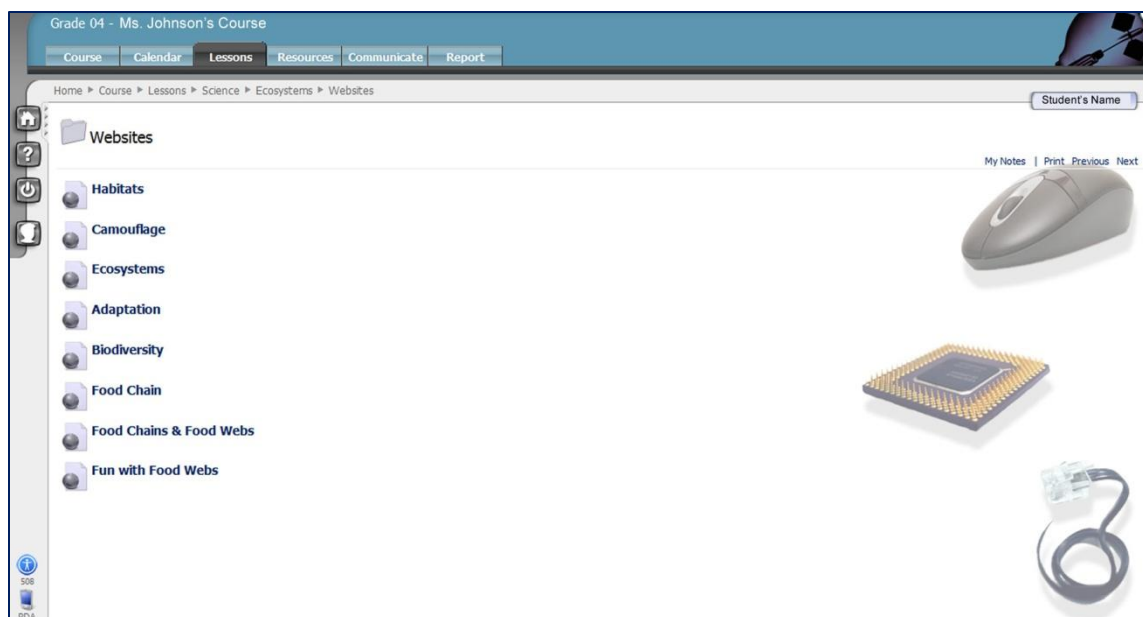 Grade 04 - Ms. Johnson's Course
Course Calendar Lessons Resources Communicate Report
Home ▶ Course ▶ Lessons ▶ Science ▶ Ecosystems ▶ Websites
Student's Name
Websites
My Notes | Print Previous Next
Habitats
Camouflage
Ecosystems
Adaptation
Biodiversity
Food Chain
Food Chains & Food Webs
Fun with Food Webs
508
PDA